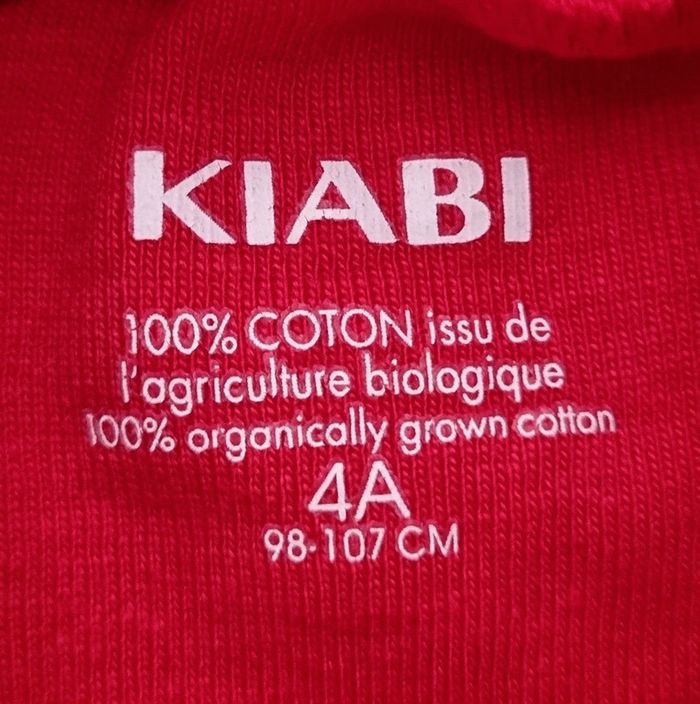 KIABI
100% COTON issu de
l'agriculture biologique
100% organically grown cotton
4A
98-107 CM